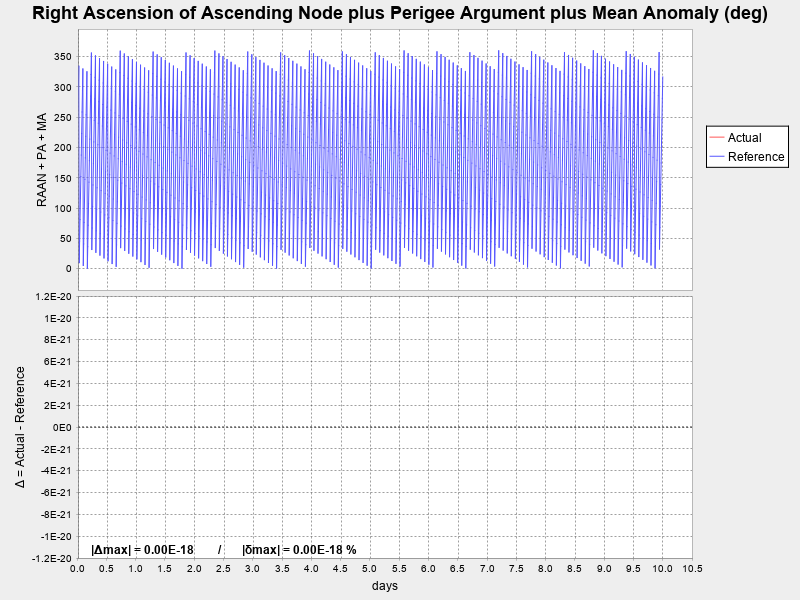 Right Ascension of Ascending Node plus Perigee Argument plus Mean Anomaly (deg)
350
300
250
200
150
100
50
0
RAAN + PA + MA
Actual
Reference
1.2E-20
1E-20
8E-21
6E-21
4E-21
2E-21
0E0
-2E-21
-4E-21
-6E-21
-8E-21
-1E-20
-1.2E-20
Δ = Actual - Reference
|Δmax| = 0.00E-18 / |δmax| = 0.00E-18 %
0.0 0.5 1.0 1.5 2.0 2.5 3.0 3.5 4.0 4.5 5.0 5.5 6.0 6.5 7.0 7.5 8.0 8.5 9.0 9.5 10.0 10.5
days